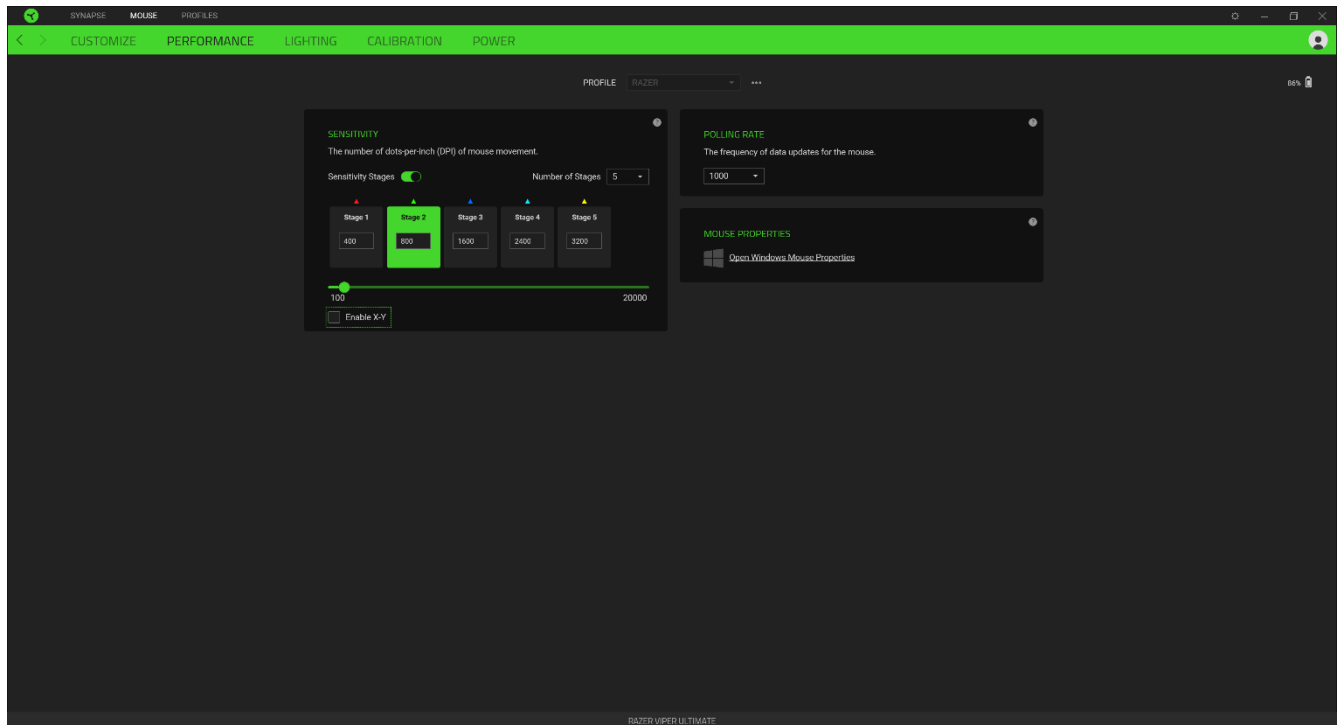 SYNAPSE MOUSE PROFILES
CUSTOMIZE PERFORMANCE LIGHTING CALIBRATION POWER
PROFILE RAZER
86%
SENSITIVITY
The number of dots-per-inch (DPI) of mouse movement.
Sensitivity Stages Number of Stages 5
Stage 1 Stage 2 Stage 3 Stage 4 Stage 5
400 800 1600 2400 3200
100 20000
Enable X-Y
POLLING RATE
The frequency of data updates for the mouse.
1000
MOUSE PROPERTIES
Open Windows Mouse Properties
RAZER VIPER ULTIMATE